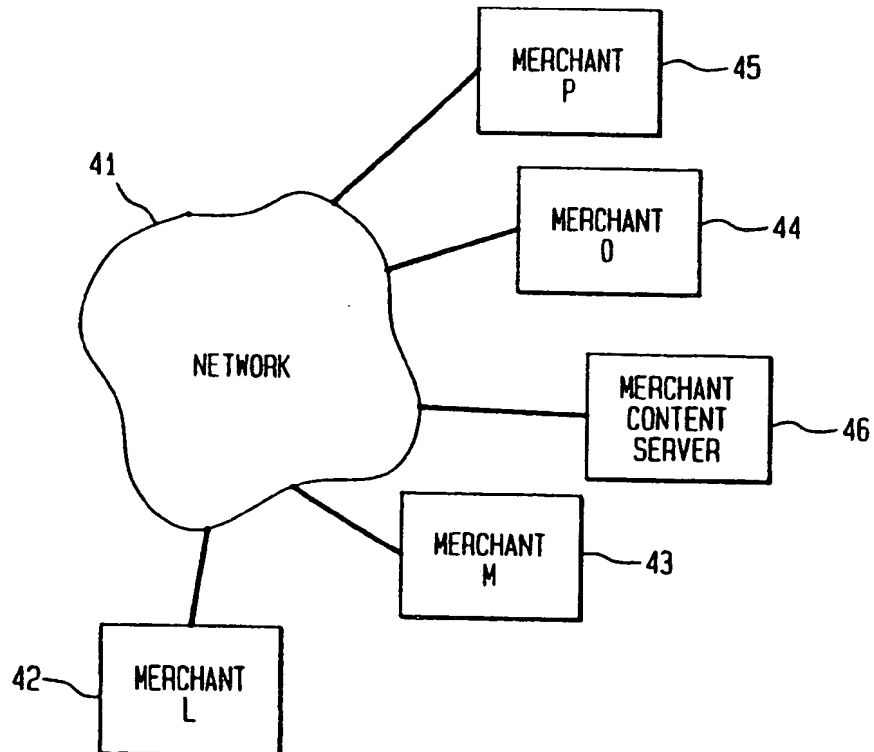 MERCHANT
P
45
41
MERCHANT
O
44
NETWORK
MERCHANT
CONTENT
SERVER
46
MERCHANT
M
43
MERCHANT
L
42